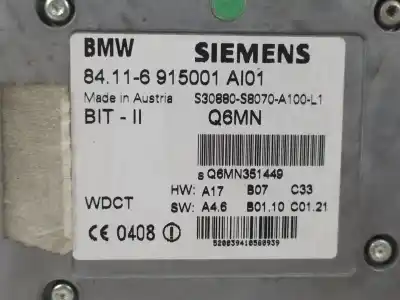 BMW SIEMENS
84.11-6 915001 AI01
Made in Austria S30880-S8070-A100-L1
BIT - II Q6MN
S Q6MN351449
HW: A17 B07 C33
WDCT SW: A4.6 B01.10 C01.21
CE 0408
520039410560939